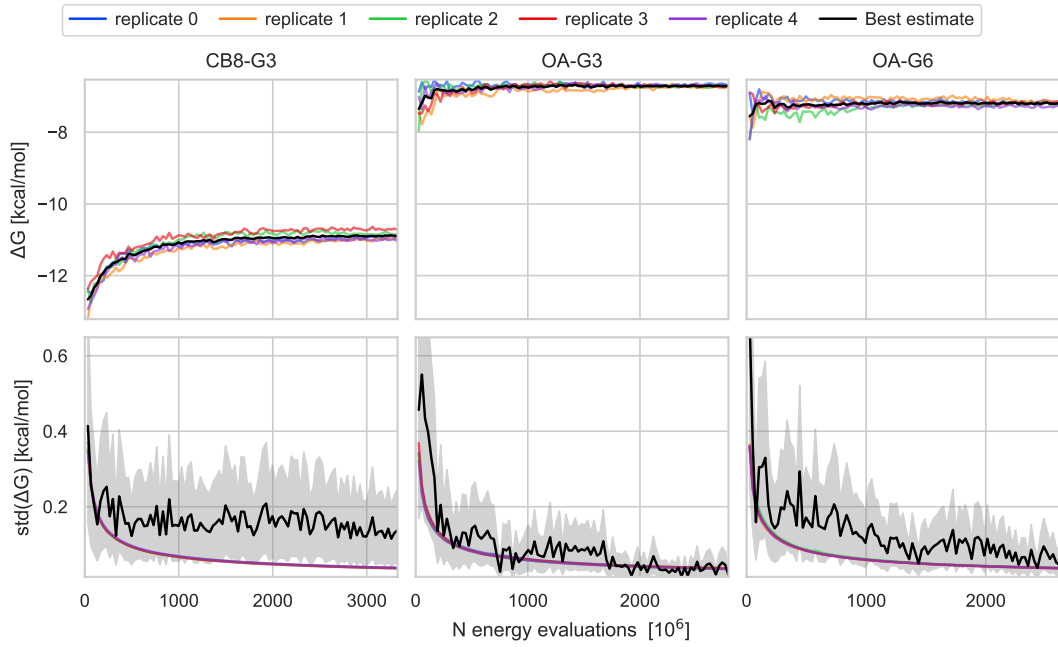 replicate 0 replicate 1 replicate 2 replicate 3 replicate 4 Best estimate
CB8-G3 OA-G3 OA-G6
ΔG [kcal/mol]
−8
−10
−12
std(ΔG) [kcal/mol]
0.6
0.4
0.2
0 1000 2000 3000 0 1000 2000 0 1000 2000
N energy evaluations [10⁶]